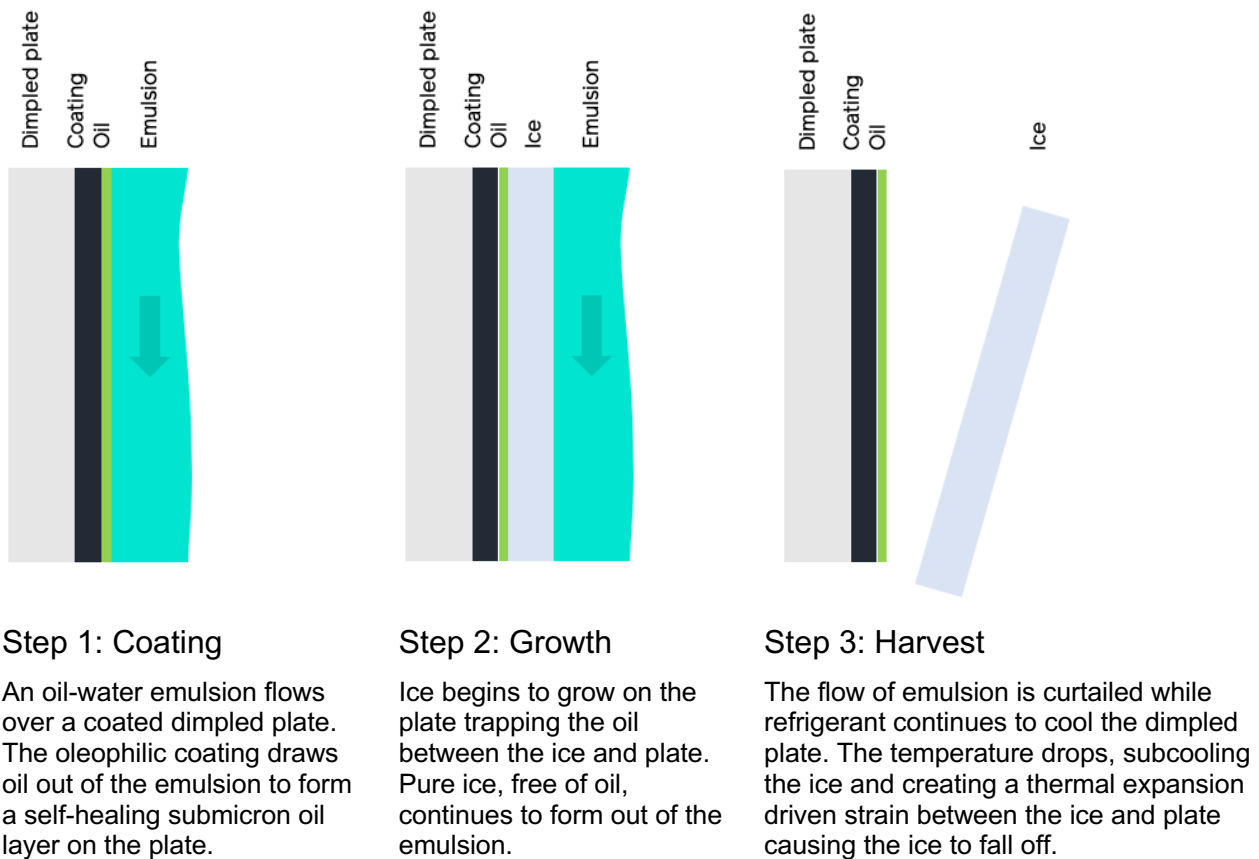 Dimpled plate
Coating
Oil
Emulsion
Dimpled plate
Coating
Oil
Ice
Emulsion
Dimpled plate
Coating
Oil
Ice
Step 1: Coating
An oil-water emulsion flows
over a coated dimpled plate.
The oleophilic coating draws
oil out of the emulsion to form
a self-healing submicron oil
layer on the plate.
Step 2: Growth
Ice begins to grow on the
plate trapping the oil
between the ice and plate.
Pure ice, free of oil,
continues to form out of the
emulsion.
Step 3: Harvest
The flow of emulsion is curtailed while
refrigerant continues to cool the dimpled
plate. The temperature drops, subcooling
the ice and creating a thermal expansion
driven strain between the ice and plate
causing the ice to fall off.